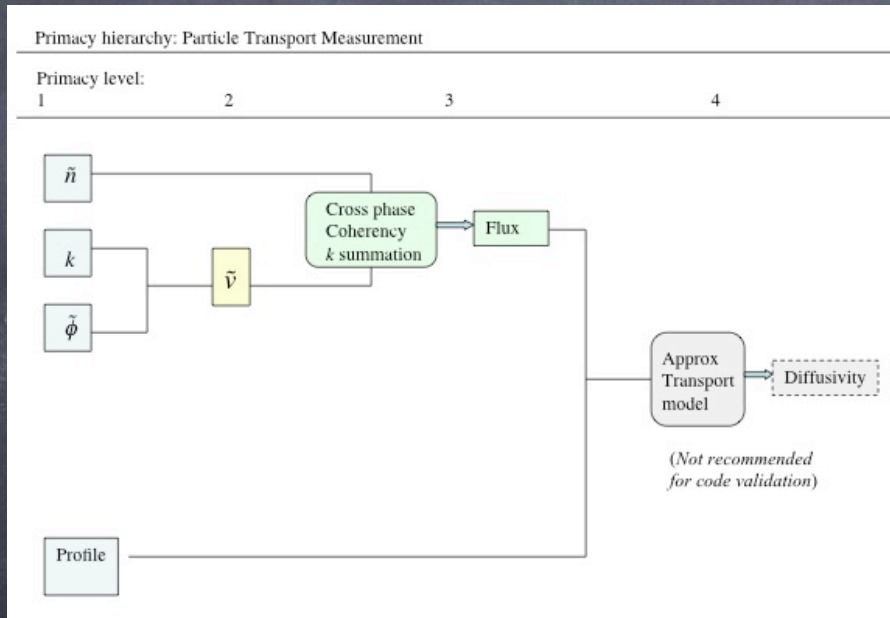 Primacy hierarchy: Particle Transport Measurement
Primacy level:
1 2 3 4
ñ
k
φ̃
ṽ
Cross phase
Coherency
k summation
Flux
Approx
Transport
model
Diffusivity
(Not recommended
for code validation)
Profile